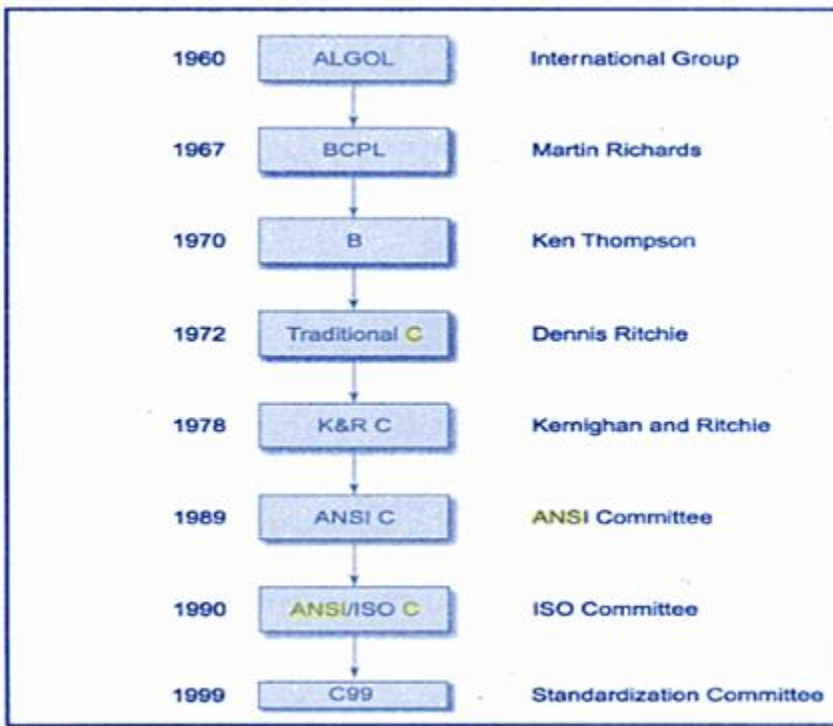 1960 ALGOL International Group
1967 BCPL Martin Richards
1970 B Ken Thompson
1972 Traditional C Dennis Ritchie
1978 K&R C Kernighan and Ritchie
1989 ANSI C ANSI Committee
1990 ANSI/ISO C ISO Committee
1999 C99 Standardization Committee